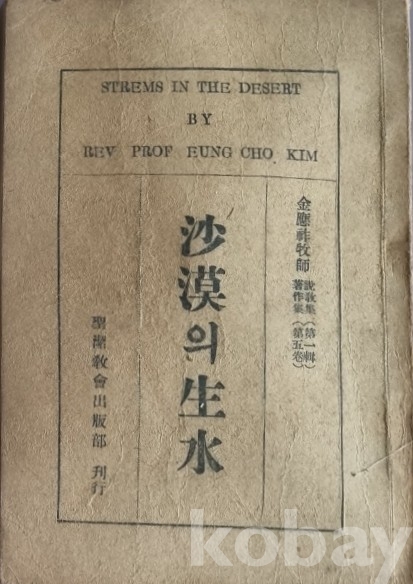 STREMS IN THE DESERT
BY
REV PROF EUNG CHO KIM
金應祚牧師
說敎集(第一輯)
著作集(第五卷)
沙漠의生水
聖潔敎會出版部 刊行
kobay